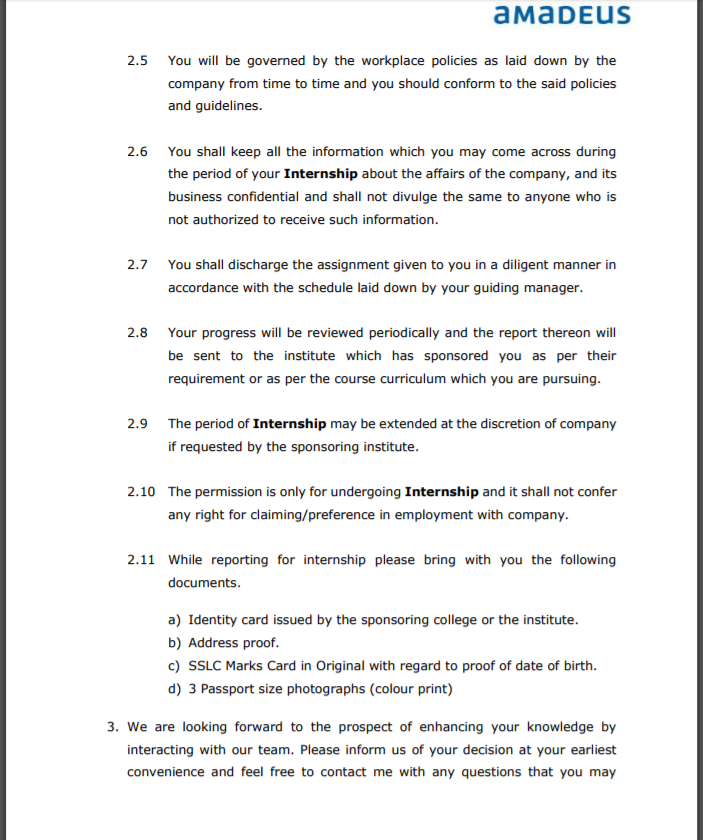 aMaDEUS
2.5 You will be governed by the workplace policies as laid down by the
company from time to time and you should conform to the said policies
and guidelines.
2.6 You shall keep all the information which you may come across during
the period of your Internship about the affairs of the company, and its
business confidential and shall not divulge the same to anyone who is
not authorized to receive such information.
2.7 You shall discharge the assignment given to you in a diligent manner in
accordance with the schedule laid down by your guiding manager.
2.8 Your progress will be reviewed periodically and the report thereon will
be sent to the institute which has sponsored you as per their
requirement or as per the course curriculum which you are pursuing.
2.9 The period of Internship may be extended at the discretion of company
if requested by the sponsoring institute.
2.10 The permission is only for undergoing Internship and it shall not confer
any right for claiming/preference in employment with company.
2.11 While reporting for internship please bring with you the following
documents.
a) Identity card issued by the sponsoring college or the institute.
b) Address proof.
c) SSLC Marks Card in Original with regard to proof of date of birth.
d) 3 Passport size photographs (colour print)
3. We are looking forward to the prospect of enhancing your knowledge by
interacting with our team. Please inform us of your decision at your earliest
convenience and feel free to contact me with any questions that you may